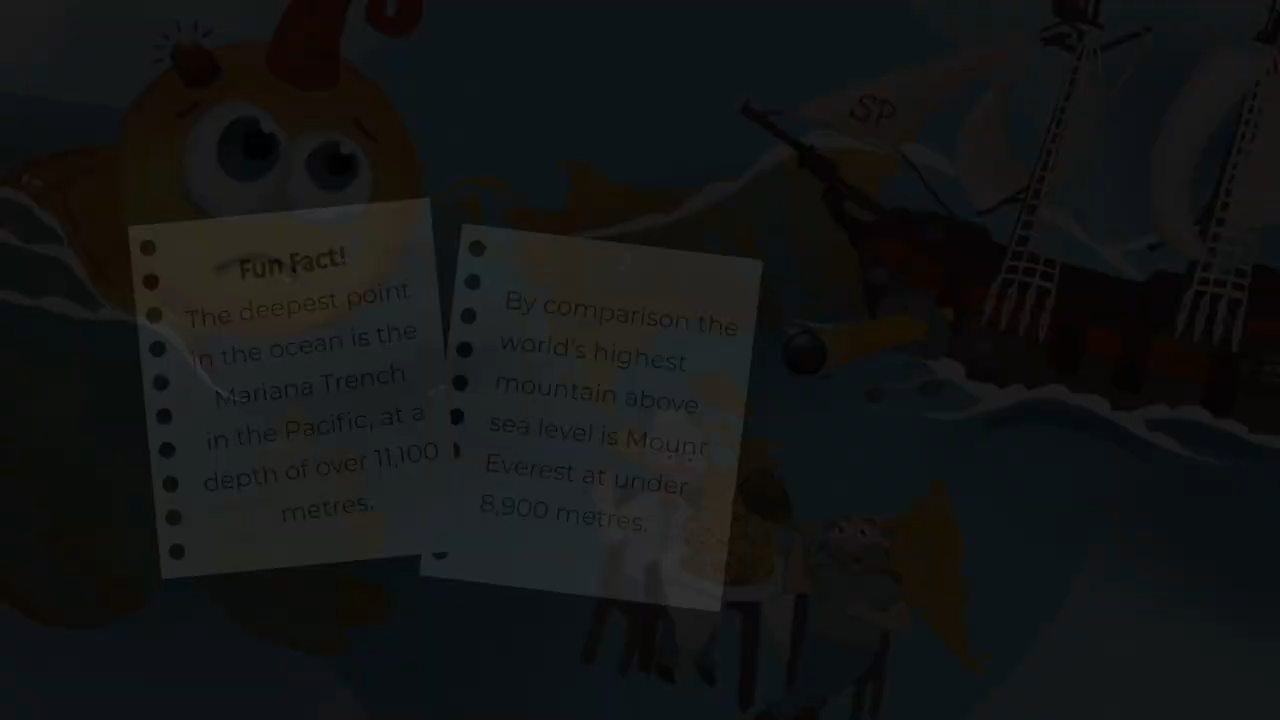 SP
Fun Fact!
The deepest point
in the ocean is the
Mariana Trench
in the Pacific, at a
depth of over 11,100
metres.
By comparison the
world's highest
mountain above
sea level is Mount
Everest at under
8,900 metres.